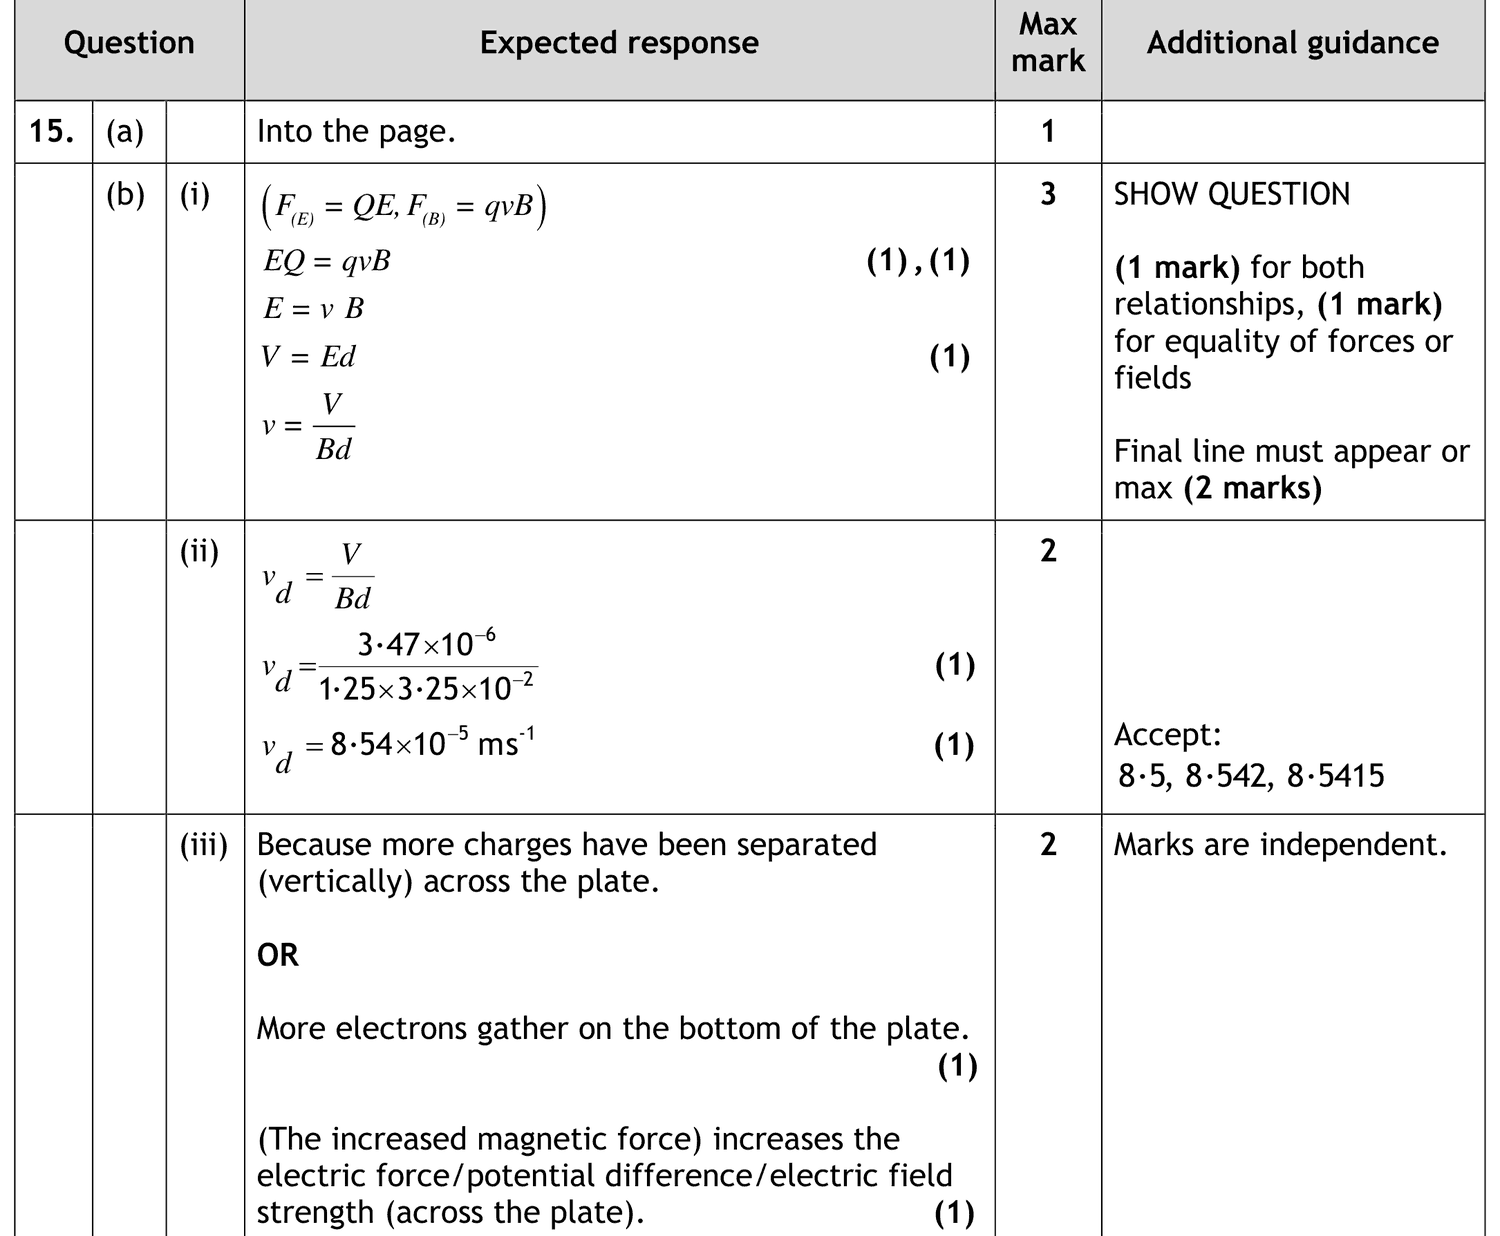 Question Expected response Max mark Additional guidance
15. (a) Into the page. 1
(b) (i) (F(E) = QE, F(B) = qvB) 3 SHOW QUESTION
EQ = qvB (1),(1)
E = v B
V = Ed (1)
v = V/Bd
(1 mark) for both
relationships, (1 mark)
for equality of forces or
fields
Final line must appear or
max (2 marks)
(ii) v_d = V/Bd 2
v_d = 3·47×10⁻⁶/1·25×3·25×10⁻² (1)
v_d = 8·54×10⁻⁵ ms⁻¹ (1)
Accept:
8·5, 8·542, 8·5415
(iii) Because more charges have been separated 2 Marks are independent.
(vertically) across the plate.
OR
More electrons gather on the bottom of the plate.
(1)
(The increased magnetic force) increases the
electric force/potential difference/electric field
strength (across the plate). (1)